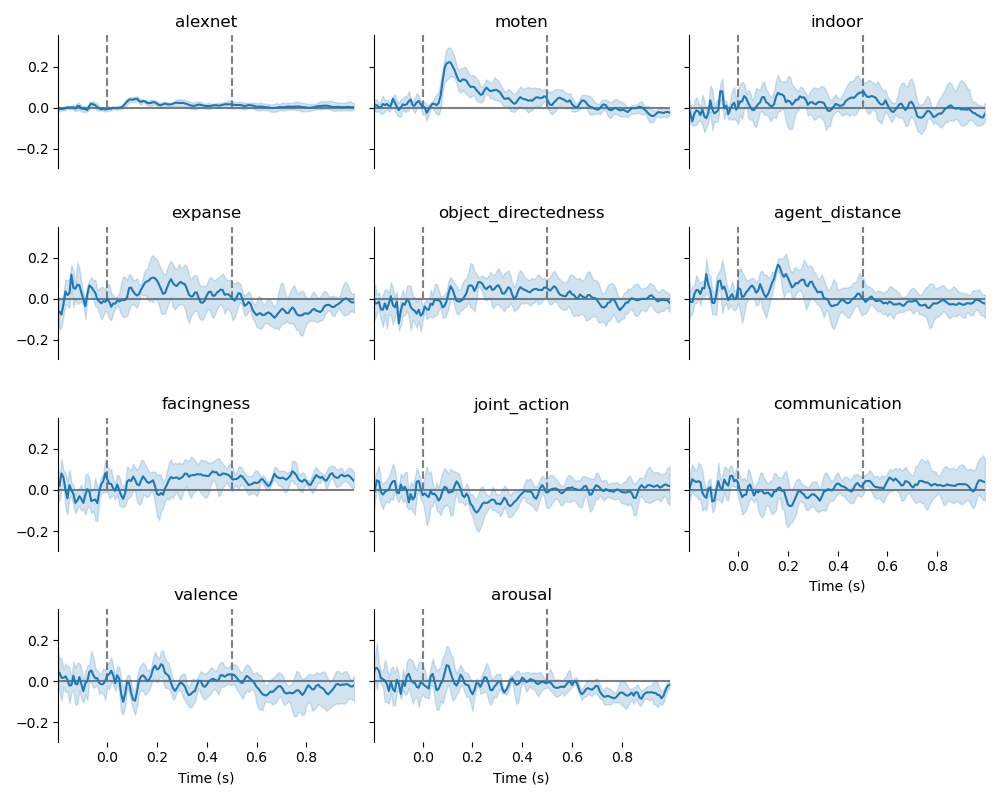 alexnet moten indoor
0.2
0.0
−0.2
expanse object_directedness agent_distance
0.2
0.0
−0.2
facingness joint_action communication
0.2
0.0
−0.2
0.0 0.2 0.4 0.6 0.8
Time (s)
valence arousal
0.2
0.0
−0.2
0.0 0.2 0.4 0.6 0.8 0.0 0.2 0.4 0.6 0.8
Time (s) Time (s)